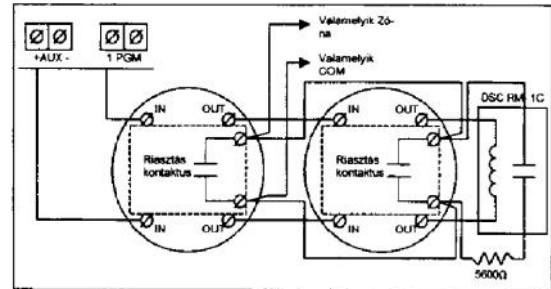 Valamelyik Zó-
na
+AUX -
1 PGM
Valamelyik
COM
DSC RM- 1C
IN
OUT
IN
OUT
Riasztás
kontaktus
Riasztás
kontaktus
IN
OUT
IN
OUT
5600Ω